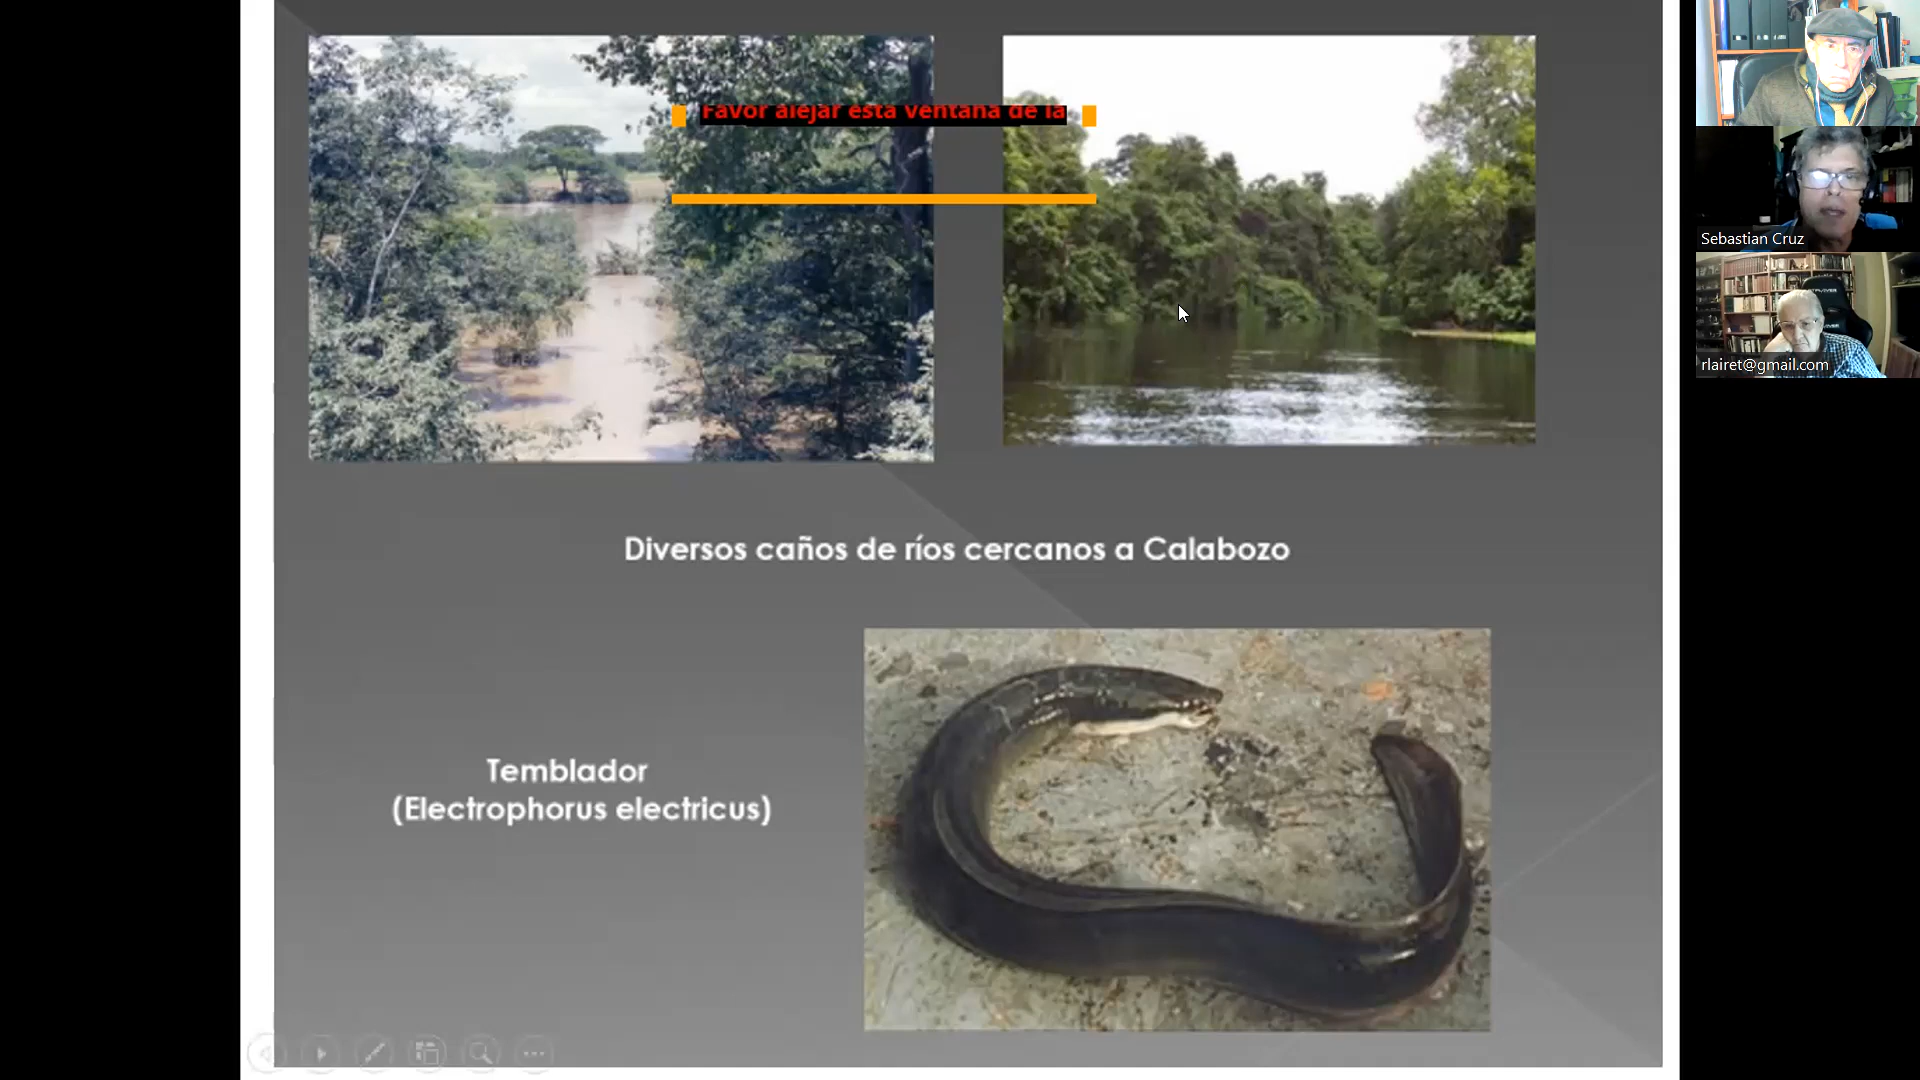 Favor alejar esta ventana de la
Diversos caños de ríos cercanos a Calabozo
Temblador
(Electrophorus electricus)
Sebastian Cruz
rlairet@gmail.com